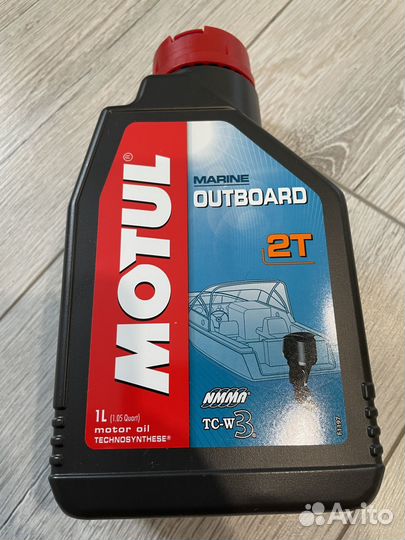 MOTUL®
MARINE
OUTBOARD
2T
NMMA®
TC-W3®
1L (1.05 Quart)
motor oil
TECHNOSYNTHESE®
Avito